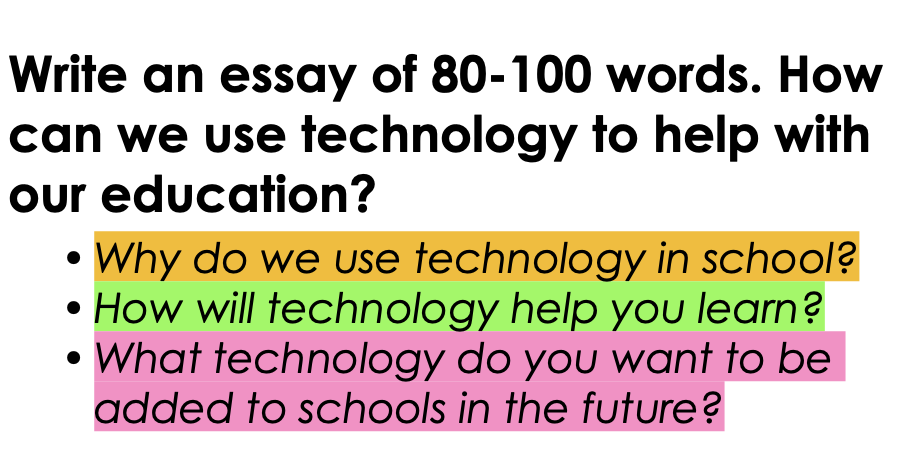 Write an essay of 80-100 words. How
can we use technology to help with
our education?
• Why do we use technology in school?
• How will technology help you learn?
• What technology do you want to be
added to schools in the future?